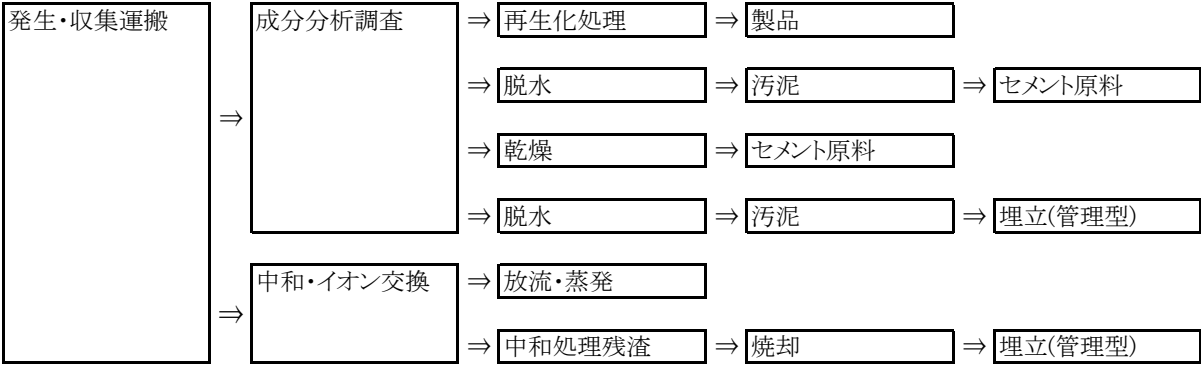 発生・収集運搬 成分分析調査 ⇒ 再生化処理 ⇒ 製品
⇒ 脱水 ⇒ 汚泥 ⇒ セメント原料
⇒
⇒ 乾燥 ⇒ セメント原料
⇒ 脱水 ⇒ 汚泥 ⇒ 埋立(管理型)
中和・イオン交換 ⇒ 放流・蒸発
⇒
⇒ 中和処理残渣 ⇒ 焼却 ⇒ 埋立(管理型)